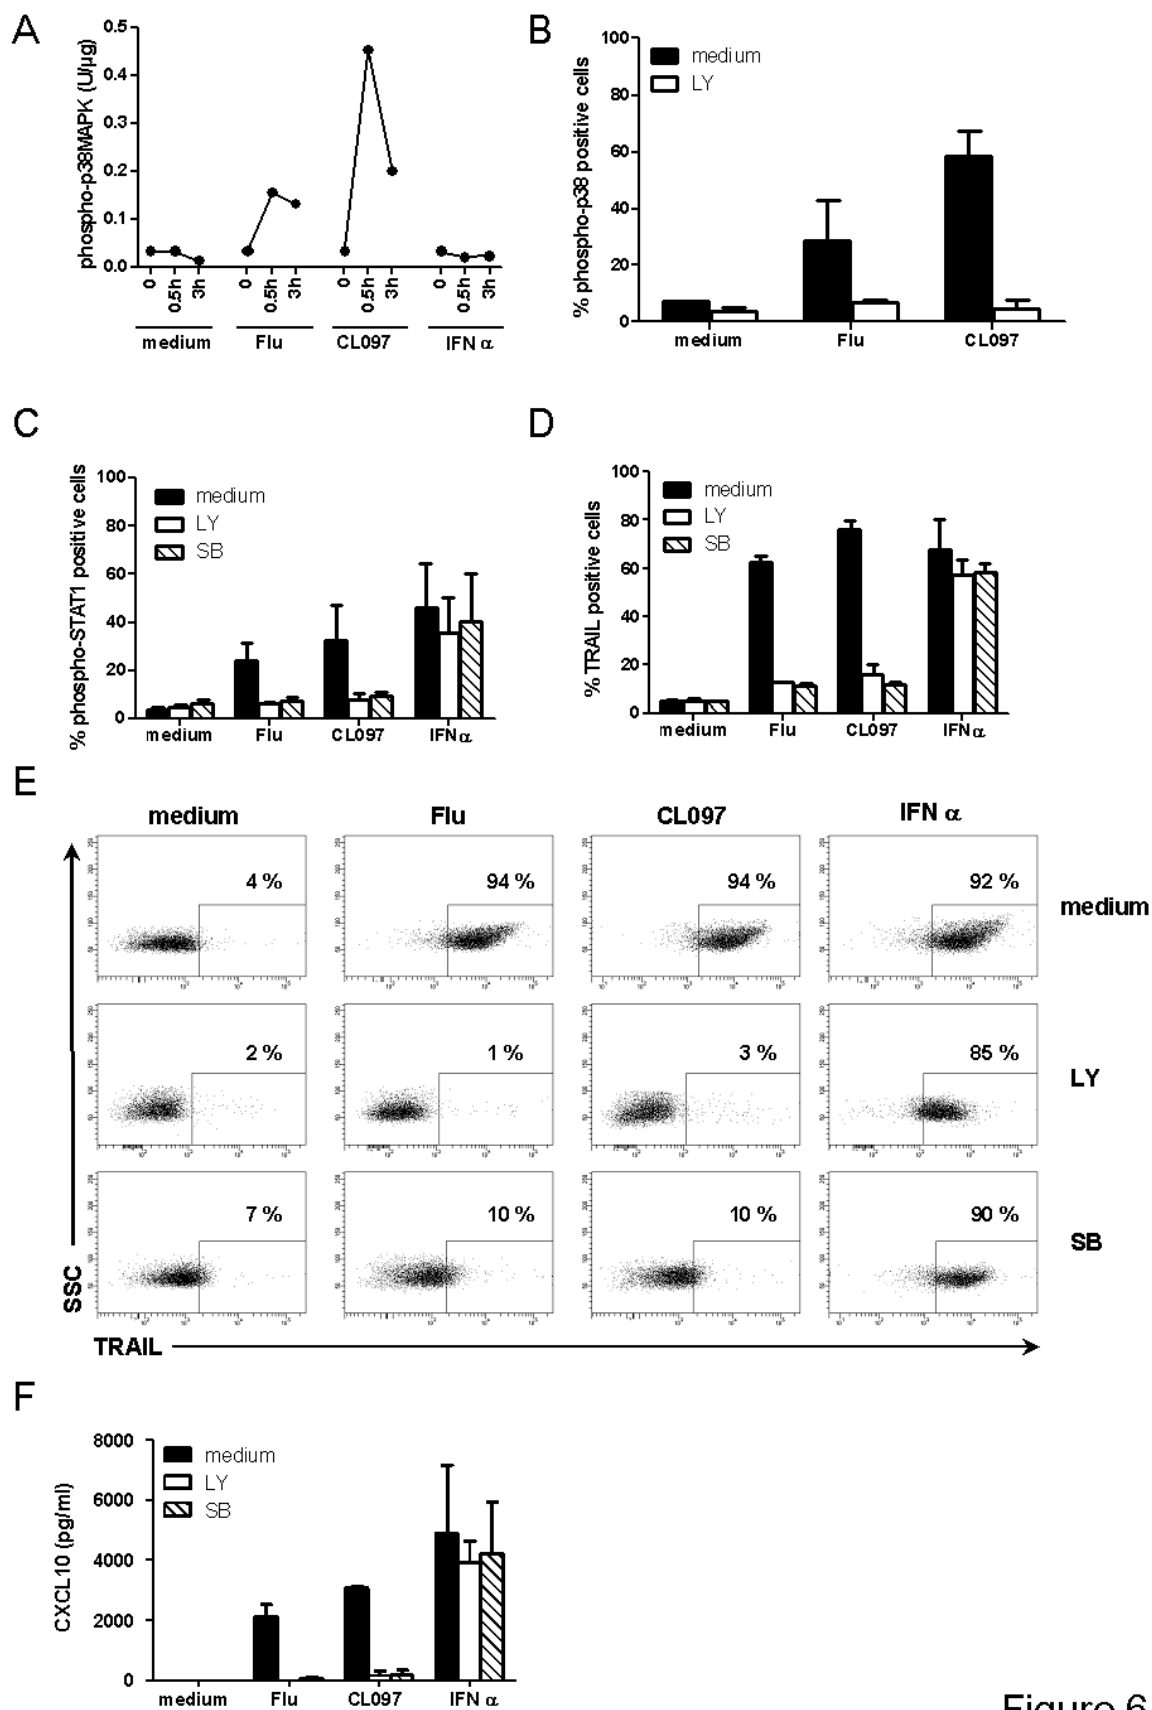 A
phospho-p38MAPK (U/µg)
0.5
0.4
0.3
0.2
0.1
0.0
0 0.5h 3h 0 0.5h 3h 0 0.5h 3h 0 0.5h 3h
medium Flu CL097 IFN α
B
% phospho-p38 positive cells
100
80
60
40
20
0
medium
LY
medium Flu CL097
C
% phospho-STAT1 positive cells
100
80
60
40
20
0
medium
LY
SB
medium Flu CL097 IFNα
D
% TRAIL positive cells
100
80
60
40
20
0
medium
LY
SB
medium Flu CL097 IFNα
E
medium Flu CL097 IFN α
4 % 94 % 94 % 92 %
medium
2 % 1 % 3 % 85 %
LY
7 % 10 % 10 % 90 %
SB
SSC
TRAIL
F
CXCL10 (pg/ml)
8000
6000
4000
2000
0
medium
LY
SB
medium Flu CL097 IFN α
Figure 6